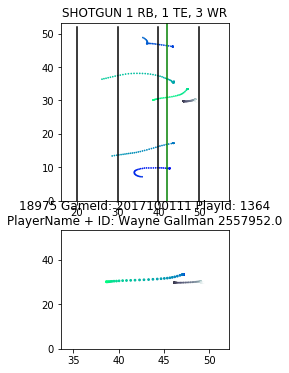 SHOTGUN 1 RB, 1 TE, 3 WR
50
40
30
20
10
0
20 30 40 50
18975 GameId: 2017100111 PlayId: 1364
PlayerName + ID: Wayne Gallman 2557952.0
40
20
0
35 40 45 50